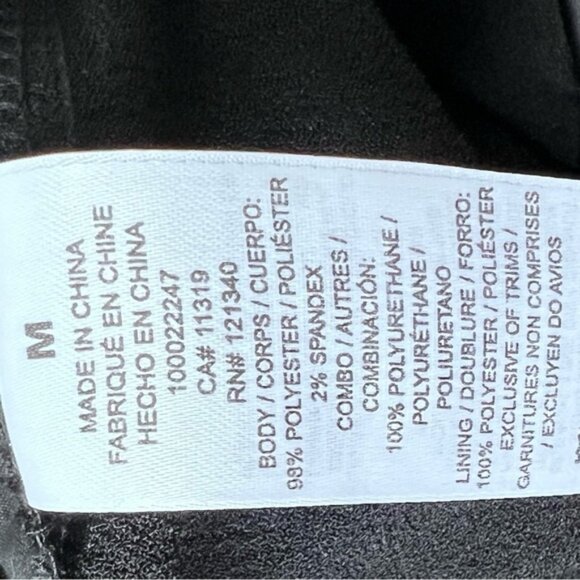 M
MADE IN CHINA
FABRIQUÉ EN CHINE
HECHO EN CHINA
100022247
CA# 11319
RN# 121340
BODY / CORPS / CUERPO:
98% POLYESTER / POLIÉSTER
2% SPANDEX
COMBO / AUTRES /
COMBINACIÓN:
100% POLYURETHANE /
POLYURÉTHANE /
POLIURETANO
LINING / DOUBLURE / FORRO:
100% POLYESTER / POLIÉSTER
EXCLUSIVE OF TRIMS /
GARNITURES NON COMPRISES
/ EXCLUYEN DO AVIOS